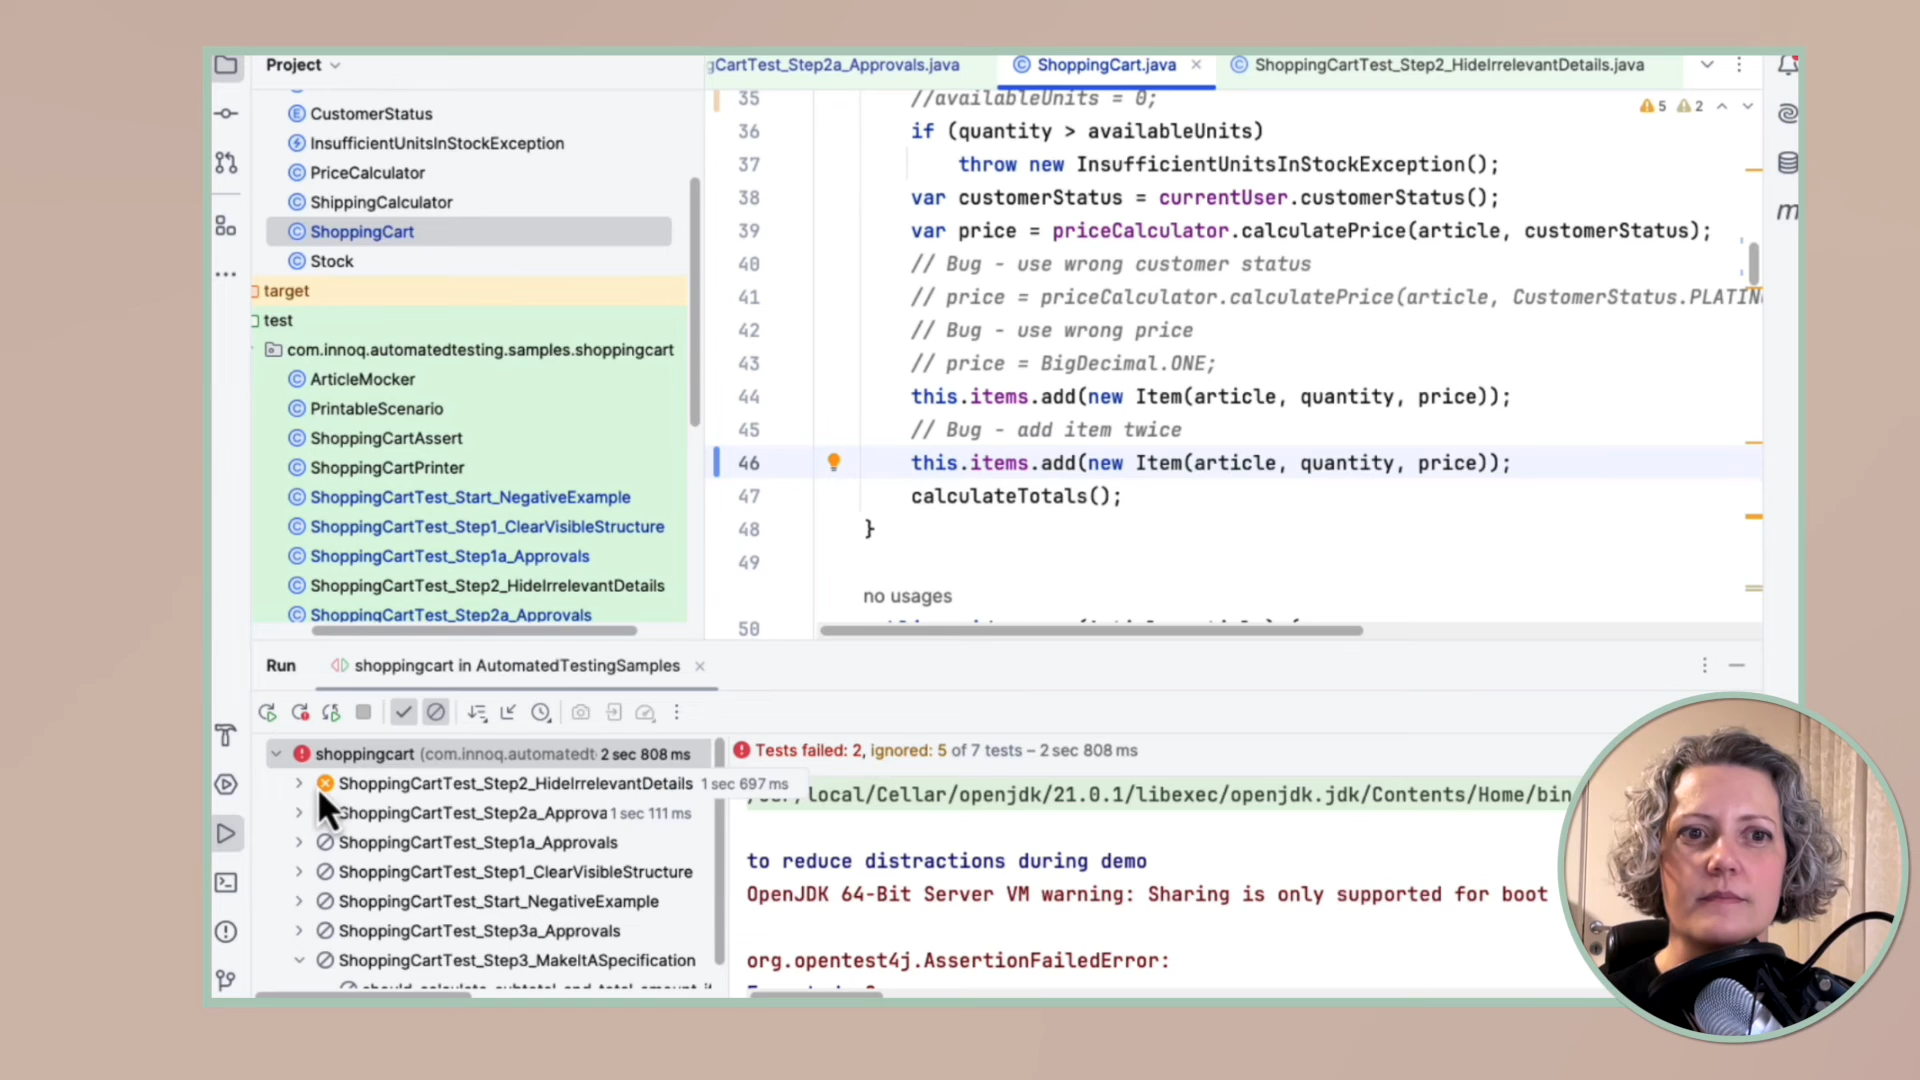 Project
CustomerStatus
InsufficientUnitsInStockException
PriceCalculator
ShippingCalculator
ShoppingCart
Stock
target
test
com.innoq.automatedtesting.samples.shoppingcart
ArticleMocker
PrintableScenario
ShoppingCartAssert
ShoppingCartPrinter
ShoppingCartTest_Start_NegativeExample
ShoppingCartTest_Step1_ClearVisibleStructure
ShoppingCartTest_Step1a_Approvals
ShoppingCartTest_Step2_HideIrrelevantDetails
ShoppingCartTest_Step2a_Approvals
gCartTest_Step2a_Approvals.java
ShoppingCart.java
ShoppingCartTest_Step2_HideIrrelevantDetails.java
5 2
35 //availableUnits = 0;
36 if (quantity > availableUnits)
37 throw new InsufficientUnitsInStockException();
38 var customerStatus = currentUser.customerStatus();
39 var price = priceCalculator.calculatePrice(article, customerStatus);
40 // Bug - use wrong customer status
41 // price = priceCalculator.calculatePrice(article, CustomerStatus.PLATIN
42 // Bug - use wrong price
43 // price = BigDecimal.ONE;
44 this.items.add(new Item(article, quantity, price));
45 // Bug - add item twice
46 this.items.add(new Item(article, quantity, price));
47 calculateTotals();
48 }
49
no usages
50
Run
shoppingcart in AutomatedTestingSamples
shoppingcart (com.innoq.automatedt 2 sec 808 ms
ShoppingCartTest_Step2_HideIrrelevantDetails 1 sec 697 ms
ShoppingCartTest_Step2a_Approva 1 sec 111 ms
ShoppingCartTest_Step1a_Approvals
ShoppingCartTest_Step1_ClearVisibleStructure
ShoppingCartTest_Start_NegativeExample
ShoppingCartTest_Step3a_Approvals
ShoppingCartTest_Step3_MakeItASpecification
Tests failed: 2, ignored: 5 of 7 tests – 2 sec 808 ms
/local/Cellar/openjdk/21.0.1/libexec/openjdk.jdk/Contents/Home/bin
to reduce distractions during demo
OpenJDK 64-Bit Server VM warning: Sharing is only supported for boot
org.opentest4j.AssertionFailedError: